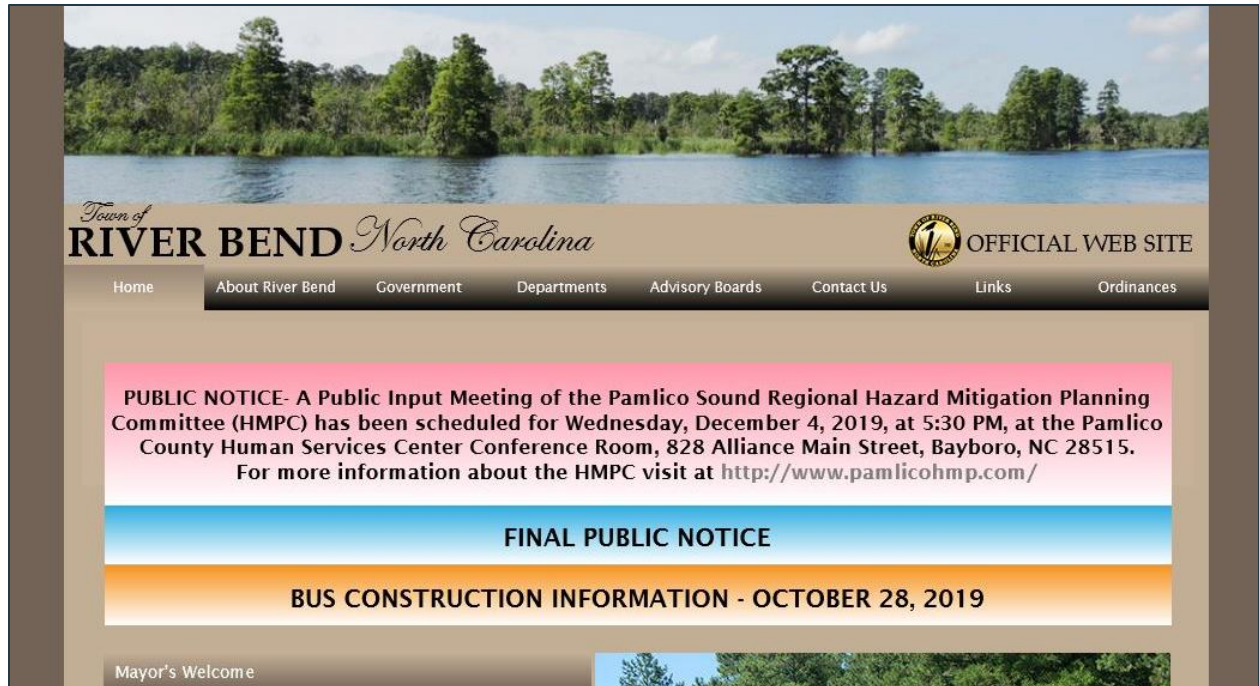 Town of
RIVER BEND North Carolina
OFFICIAL WEB SITE
Home About River Bend Government Departments Advisory Boards Contact Us Links Ordinances
PUBLIC NOTICE- A Public Input Meeting of the Pamlico Sound Regional Hazard Mitigation Planning
Committee (HMPC) has been scheduled for Wednesday, December 4, 2019, at 5:30 PM, at the Pamlico
County Human Services Center Conference Room, 828 Alliance Main Street, Bayboro, NC 28515.
For more information about the HMPC visit at http://www.pamlicohmp.com/
FINAL PUBLIC NOTICE
BUS CONSTRUCTION INFORMATION - OCTOBER 28, 2019
Mayor's Welcome